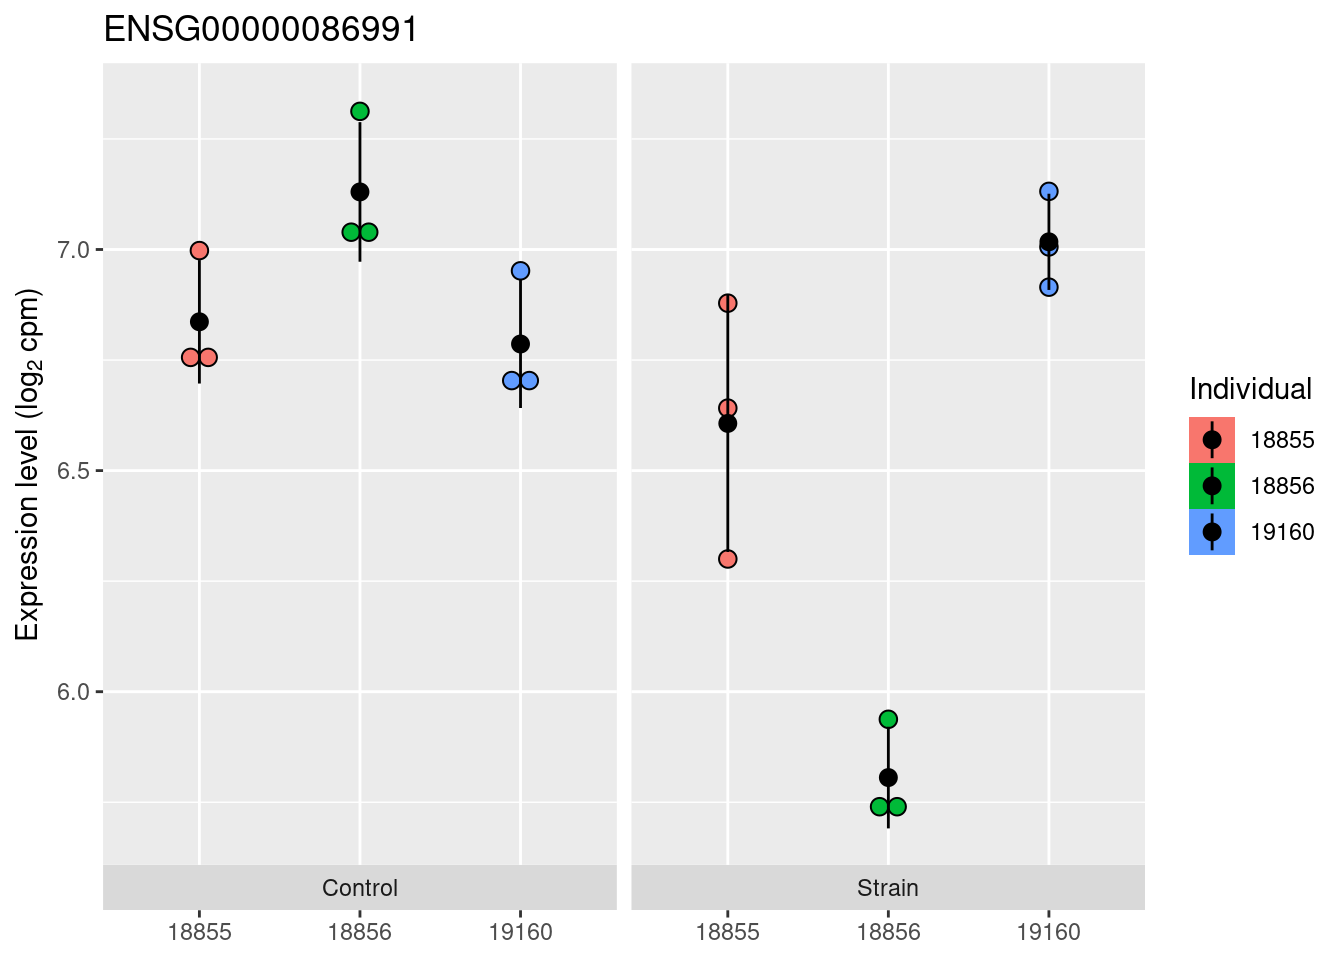 ENSG00000086991
Expression level (log₂ cpm)
7.0
6.5
6.0
Control
Strain
18855
18856
19160
18855
18856
19160
Individual
18855
18856
19160